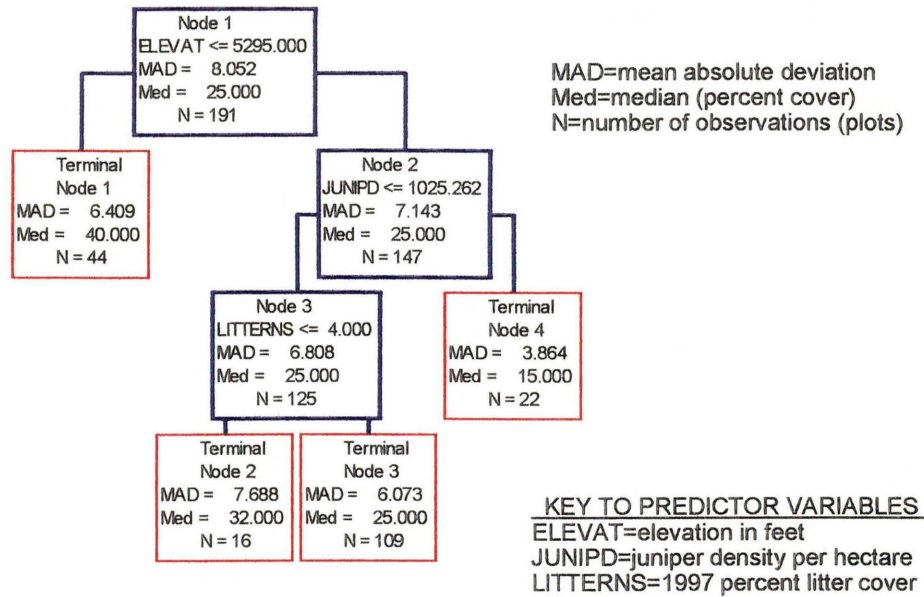 Node 1
ELEVAT <= 5295.000
MAD = 8.052
Med = 25.000
N = 191
MAD=mean absolute deviation
Med=median (percent cover)
N=number of observations (plots)
Terminal
Node 1
MAD = 6.409
Med = 40.000
N = 44
Node 2
JUNIPD <= 1025.262
MAD = 7.143
Med = 25.000
N = 147
Node 3
LITTERNS <= 4.000
MAD = 6.808
Med = 25.000
N = 125
Terminal
Node 4
MAD = 3.864
Med = 15.000
N = 22
Terminal
Node 2
MAD = 7.688
Med = 32.000
N = 16
Terminal
Node 3
MAD = 6.073
Med = 25.000
N = 109
KEY TO PREDICTOR VARIABLES
ELEVAT=elevation in feet
JUNIPD=juniper density per hectare
LITTERNS=1997 percent litter cover